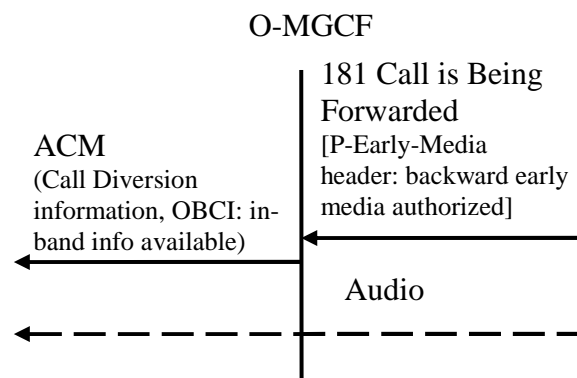 O-MGCF
181 Call is Being
Forwarded
[P-Early-Media
header: backward early
media authorized]
ACM
(Call Diversion
information, OBCI: in-
band info available)
Audio